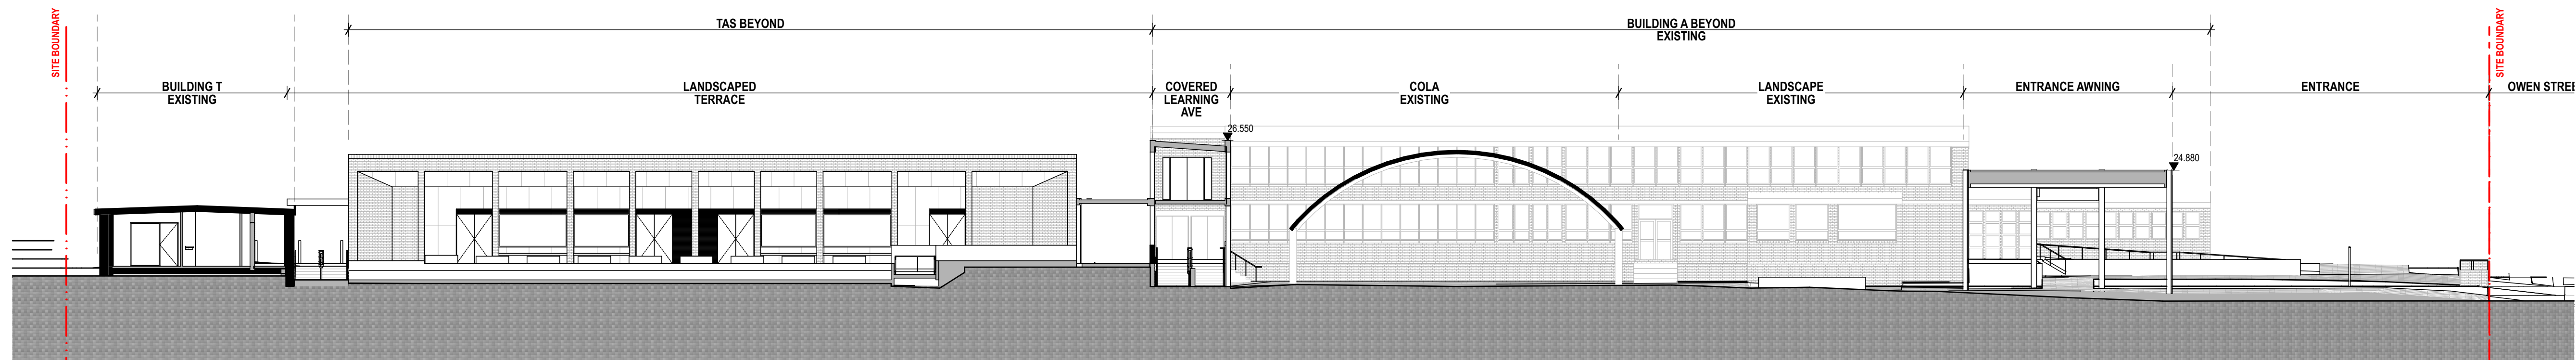 SITE BOUNDARY
TAS BEYOND
BUILDING A BEYOND
EXISTING
SITE BOUNDARY
BUILDING T
EXISTING
LANDSCAPED
TERRACE
COVERED
LEARNING
AVE
COLA
EXISTING
LANDSCAPE
EXISTING
ENTRANCE AWNING
ENTRANCE
OWEN STREE
26.550
24.880